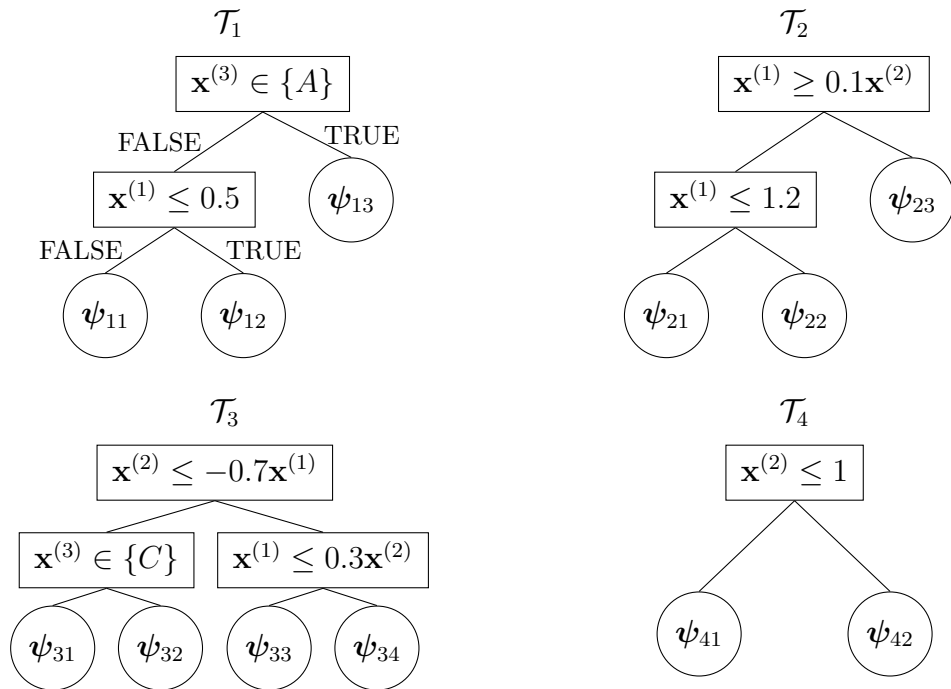 𝒯₁
x⁽³⁾ ∈ {A}
FALSE TRUE
x⁽¹⁾ ≤ 0.5 ψ₁₃
FALSE TRUE
ψ₁₁ ψ₁₂
𝒯₂
x⁽¹⁾ ≥ 0.1x⁽²⁾
x⁽¹⁾ ≤ 1.2 ψ₂₃
ψ₂₁ ψ₂₂
𝒯₃
x⁽²⁾ ≤ −0.7x⁽¹⁾
x⁽³⁾ ∈ {C} x⁽¹⁾ ≤ 0.3x⁽²⁾
ψ₃₁ ψ₃₂ ψ₃₃ ψ₃₄
𝒯₄
x⁽²⁾ ≤ 1
ψ₄₁ ψ₄₂